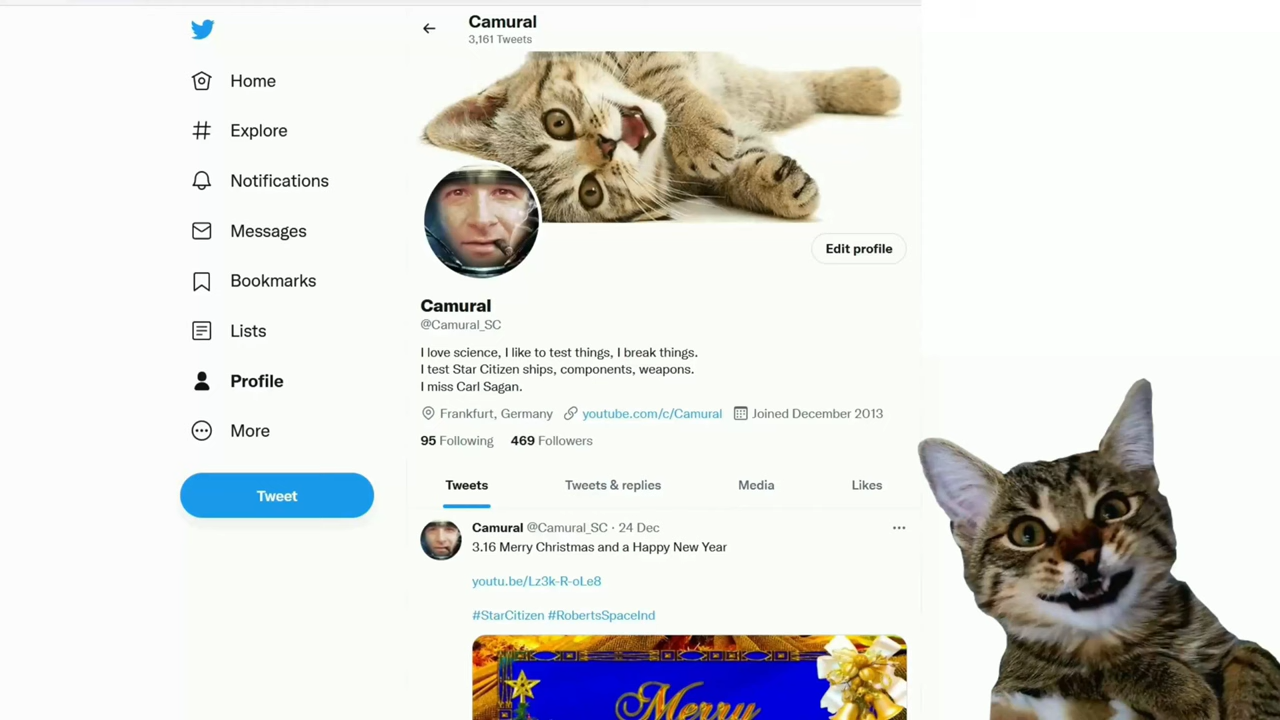 Camural
3,161 Tweets
Home
Explore
Notifications
Messages
Bookmarks
Lists
Profile
More
Tweet
Edit profile
Camural
@Camural_SC
I love science, I like to test things, I break things.
I test Star Citizen ships, components, weapons.
I miss Carl Sagan.
Frankfurt, Germany youtube.com/c/Camural Joined December 2013
95 Following 469 Followers
Tweets Tweets & replies Media Likes
Camural @Camural_SC · 24 Dec
3.16 Merry Christmas and a Happy New Year
youtu.be/Lz3k-R-oLe8
#StarCitizen #RobertsSpaceInd
Merry